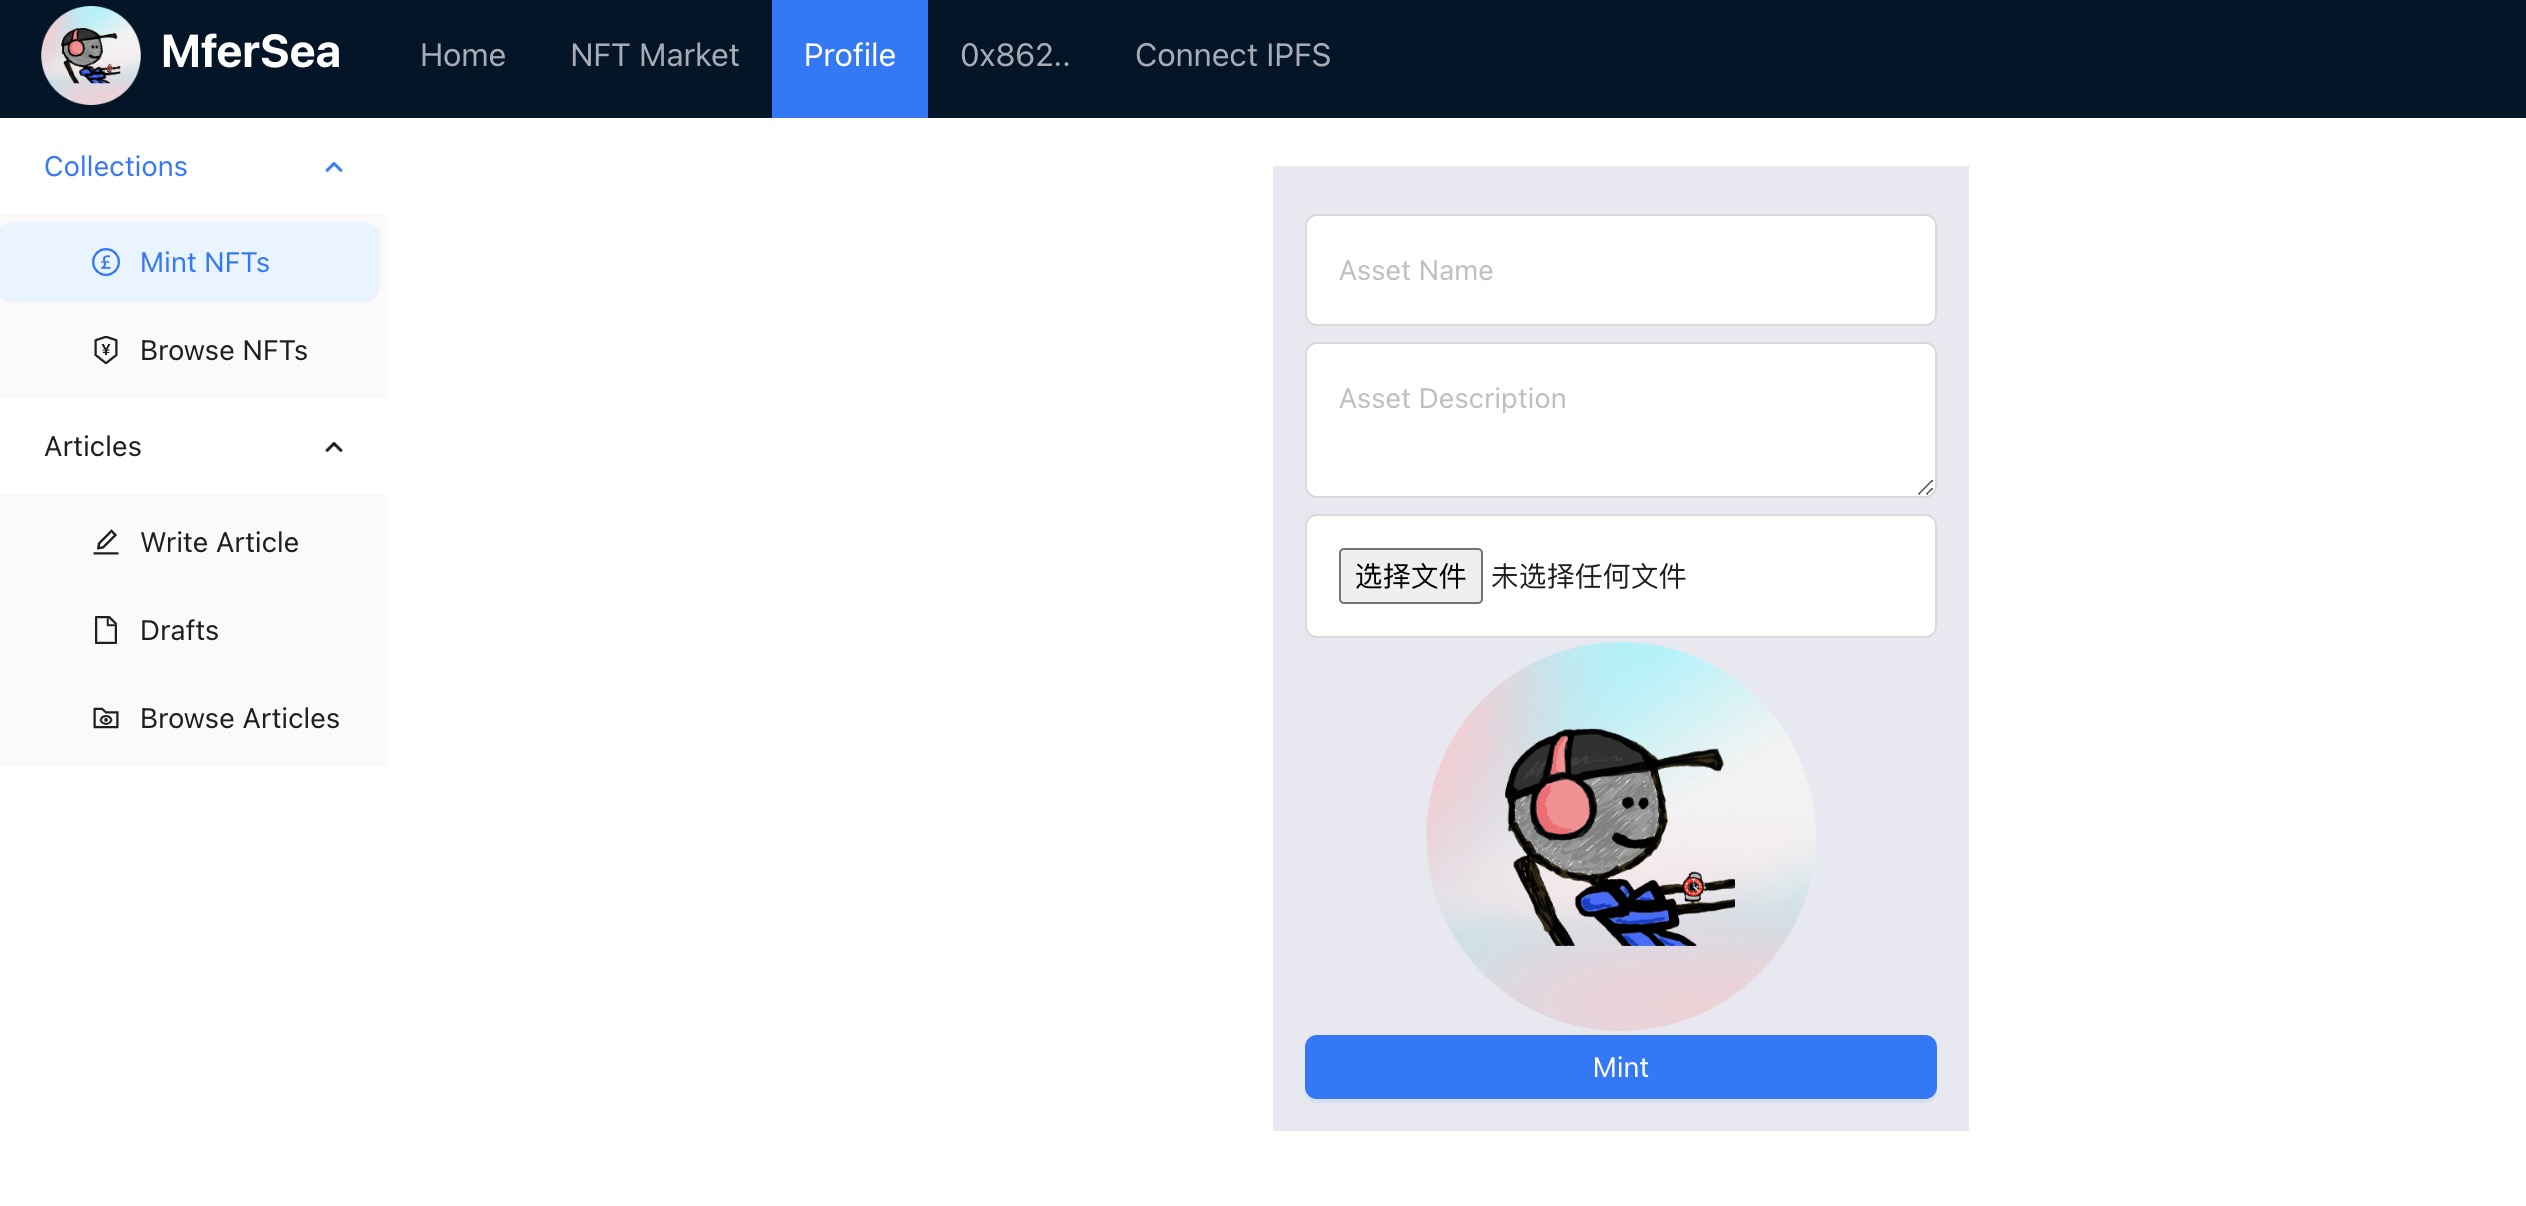 MferSea
Home
NFT Market
Profile
0x862..
Connect IPFS
Collections
Mint NFTs
Browse NFTs
Articles
Write Article
Drafts
Browse Articles
Asset Name
Asset Description
选择文件 未选择任何文件
Mint